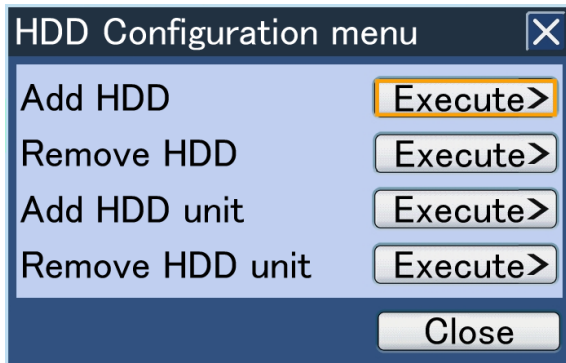 HDD Configuration menu
Add HDD Execute>
Remove HDD Execute>
Add HDD unit Execute>
Remove HDD unit Execute>
Close